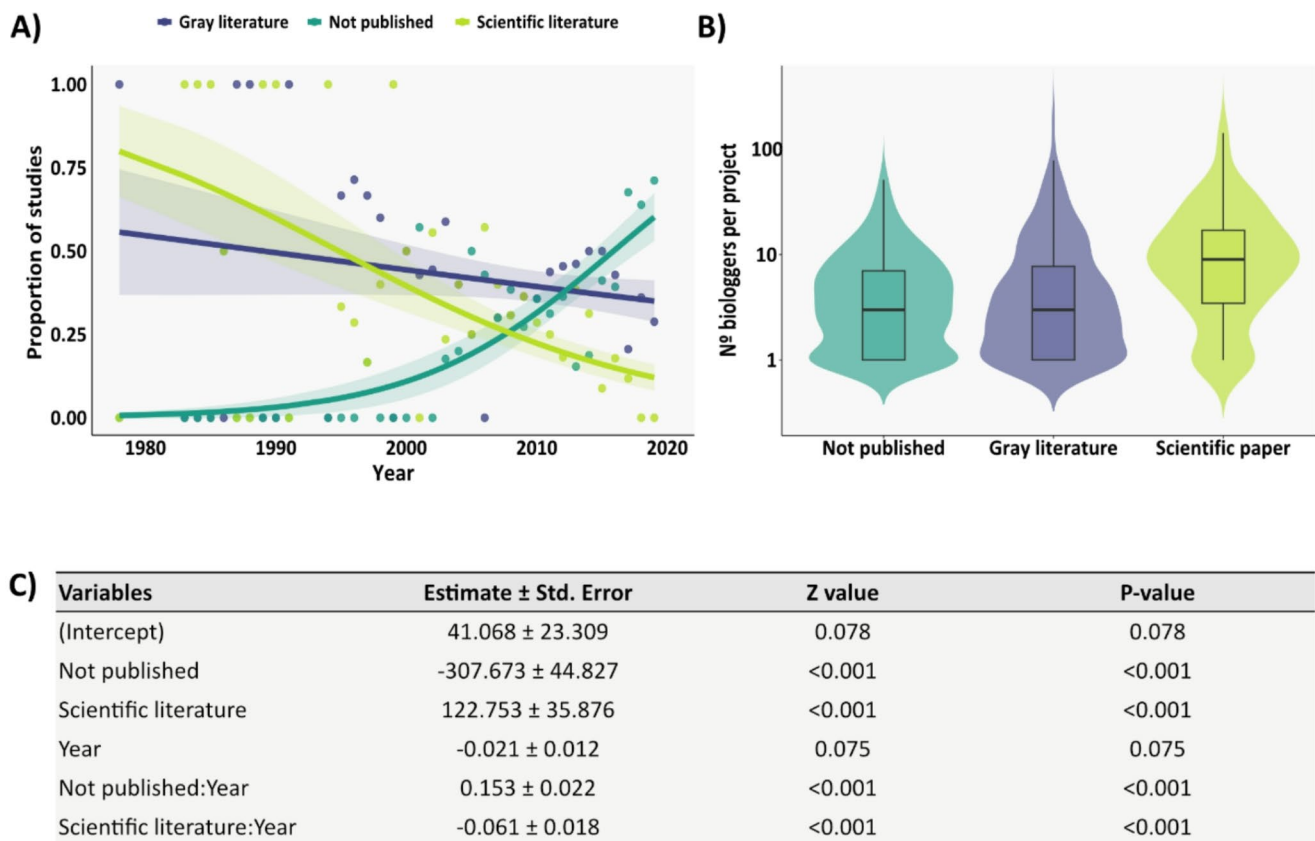 A)
Gray literature Not published Scientific literature
Proportion of studies
1.00
0.75
0.50
0.25
0.00
1980 1990 2000 2010 2020
Year
B)
Nº biologgers per project
100
10
1
Not published Gray literature Scientific paper
C)
Variables Estimate ± Std. Error Z value P-value
(Intercept) 41.068 ± 23.309 0.078 0.078
Not published -307.673 ± 44.827 <0.001 <0.001
Scientific literature 122.753 ± 35.876 <0.001 <0.001
Year -0.021 ± 0.012 0.075 0.075
Not published:Year 0.153 ± 0.022 <0.001 <0.001
Scientific literature:Year -0.061 ± 0.018 <0.001 <0.001